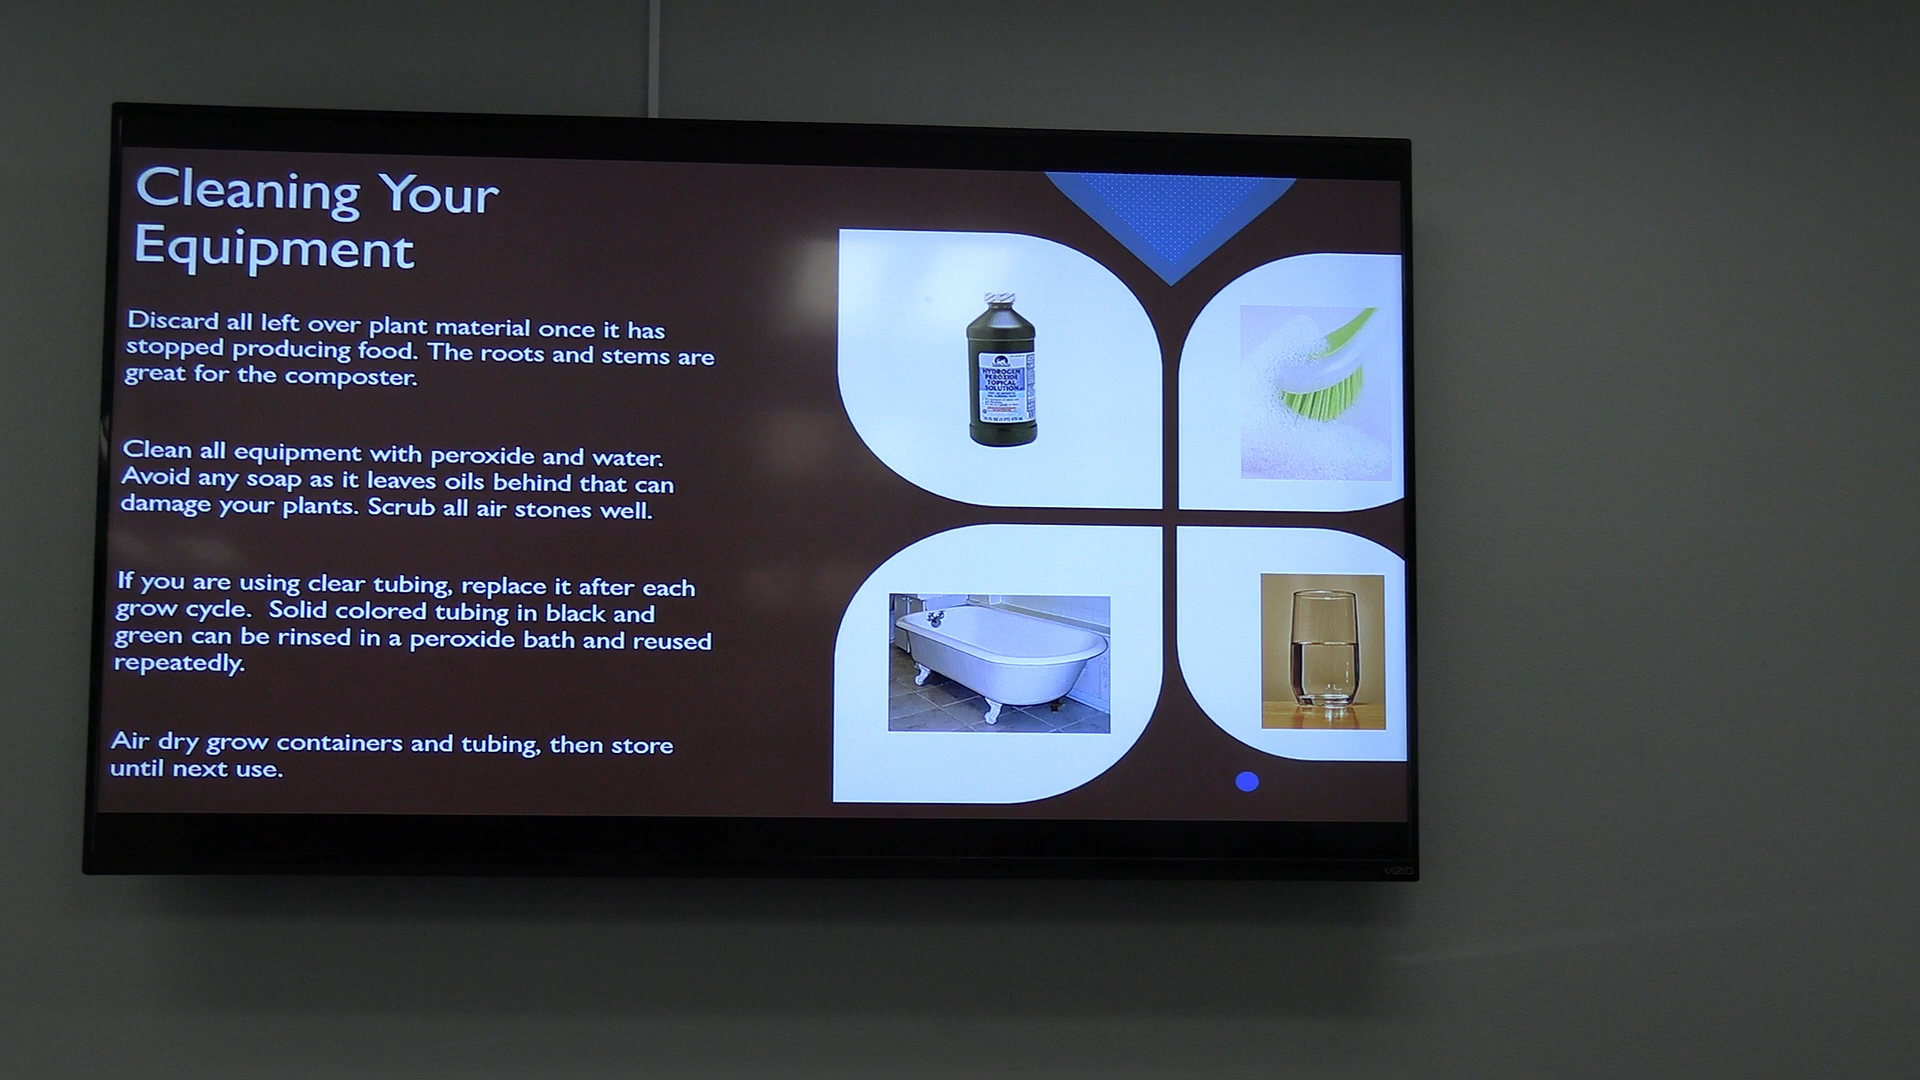 Cleaning Your
Equipment
Discard all left over plant material once it has
stopped producing food. The roots and stems are
great for the composter.
Clean all equipment with peroxide and water.
Avoid any soap as it leaves oils behind that can
damage your plants. Scrub all air stones well.
If you are using clear tubing, replace it after each
grow cycle. Solid colored tubing in black and
green can be rinsed in a peroxide bath and reused
repeatedly.
Air dry grow containers and tubing, then store
until next use.
HYDROGEN
PEROXIDE
TOPICAL
SOLUTION
VIZIO